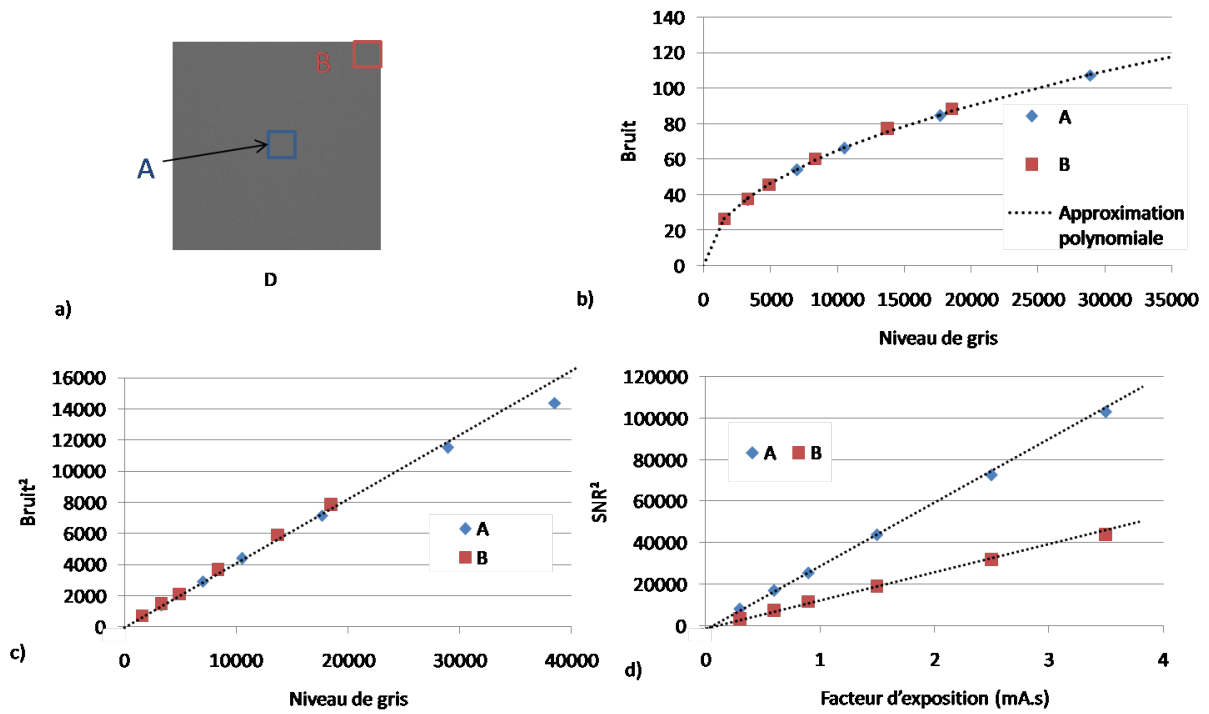 B
A
D
a)
140
120
100
80
60
40
20
0
Bruit
0 5000 10000 15000 20000 25000 30000 35000
Niveau de gris
A
B
Approximation
polynomiale
b)
16000
14000
12000
10000
8000
6000
4000
2000
0
Bruit²
0 10000 20000 30000 40000
Niveau de gris
A
B
c)
120000
100000
80000
60000
40000
20000
0
SNR²
0 1 2 3 4
Facteur d'exposition (mA.s)
A B
d)